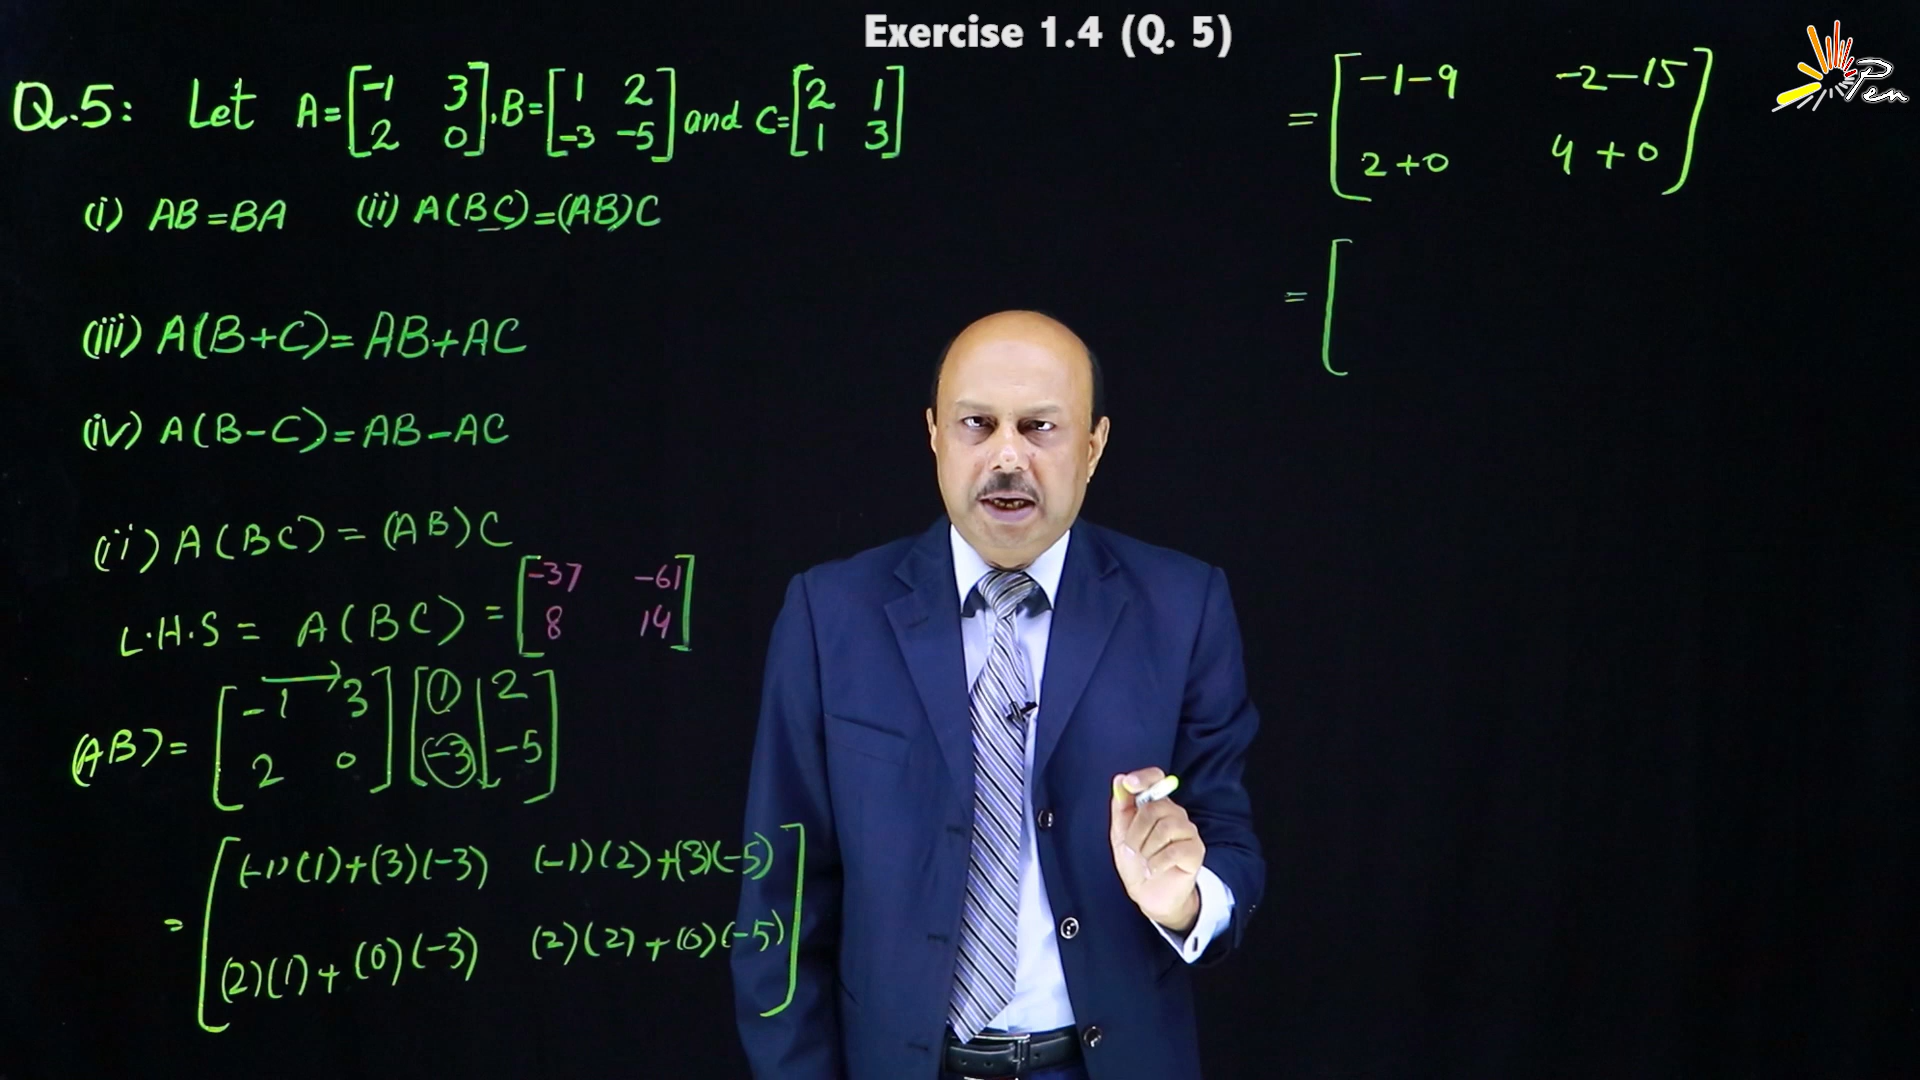 Exercise 1.4 (Q. 5)
Pen
Q.5: Let A=[-1 3], B=[1 2] and C=[2 1]
[2 0] [-3 -5] [1 3]
(i) AB=BA (ii) A(BC)=(AB)C
(iii) A(B+C)=AB+AC
(iv) A(B-C)=AB-AC
(ii) A(BC)=(AB)C
L.H.S = A(BC) = [-37 -61]
[8 14]
(AB)= [-1 3] [1 2]
[2 0] [-3 -5]
= [(-1)(1)+(3)(-3) (-1)(2)+(3)(-5)]
[(2)(1)+(0)(-3) (2)(2)+(0)(-5)]
= [-1-9 -2-15]
[2+0 4+0]
= [